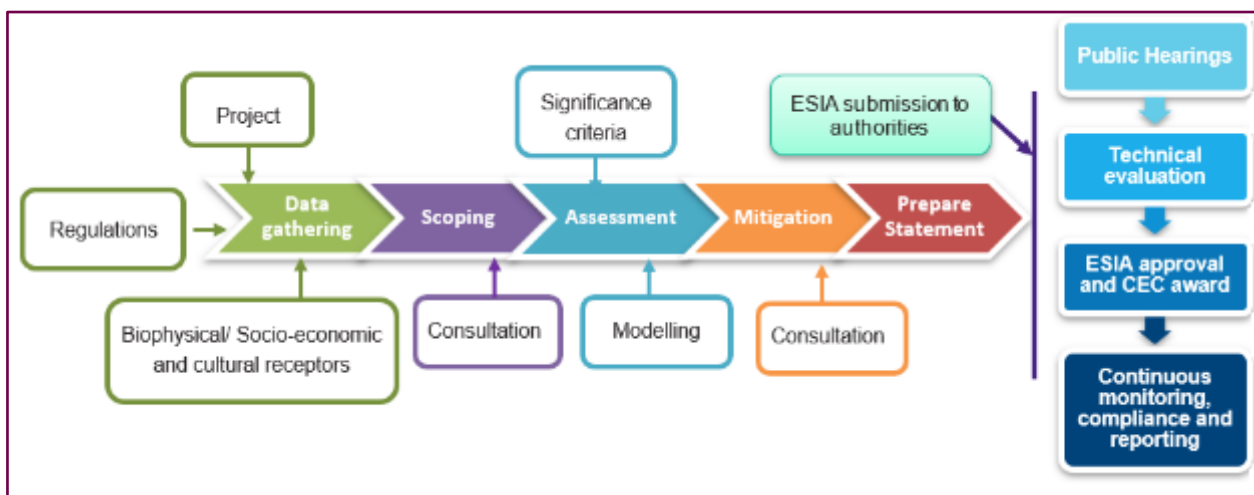 Project
Regulations
Biophysical/ Socio-economic
and cultural receptors
Data
gathering
Scoping
Consultation
Significance
criteria
Assessment
Modelling
Mitigation
Consultation
Prepare
Statement
ESIA submission to
authorities
Public Hearings
Technical
evaluation
ESIA approval
and CEC award
Continuous
monitoring,
compliance and
reporting